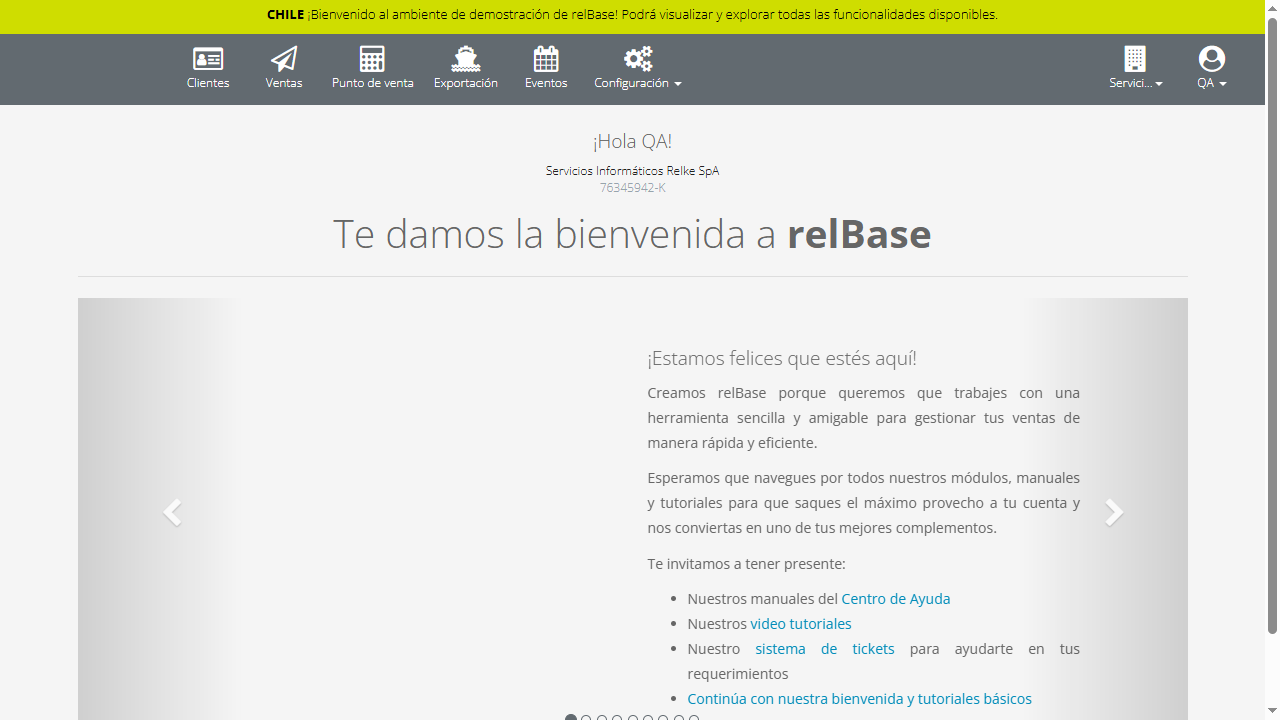 CHILE ¡Bienvenido al ambiente de demostración de relBase! Podrá visualizar y explorar todas las funcionalidades disponibles.
Clientes
Ventas
Punto de venta
Exportación
Eventos
Configuración
Servici...
QA
¡Hola QA!
Servicios Informáticos Relke SpA
76345942-K
Te damos la bienvenida a relBase
¡Estamos felices que estés aquí!
Creamos relBase porque queremos que trabajes con una
herramienta sencilla y amigable para gestionar tus ventas de
manera rápida y eficiente.
Esperamos que navegues por todos nuestros módulos, manuales
y tutoriales para que saques el máximo provecho a tu cuenta y
nos conviertas en uno de tus mejores complementos.
Te invitamos a tener presente:
Nuestros manuales del Centro de Ayuda
Nuestros video tutoriales
Nuestro sistema de tickets para ayudarte en tus
requerimientos
Continúa con nuestra bienvenida y tutoriales básicos